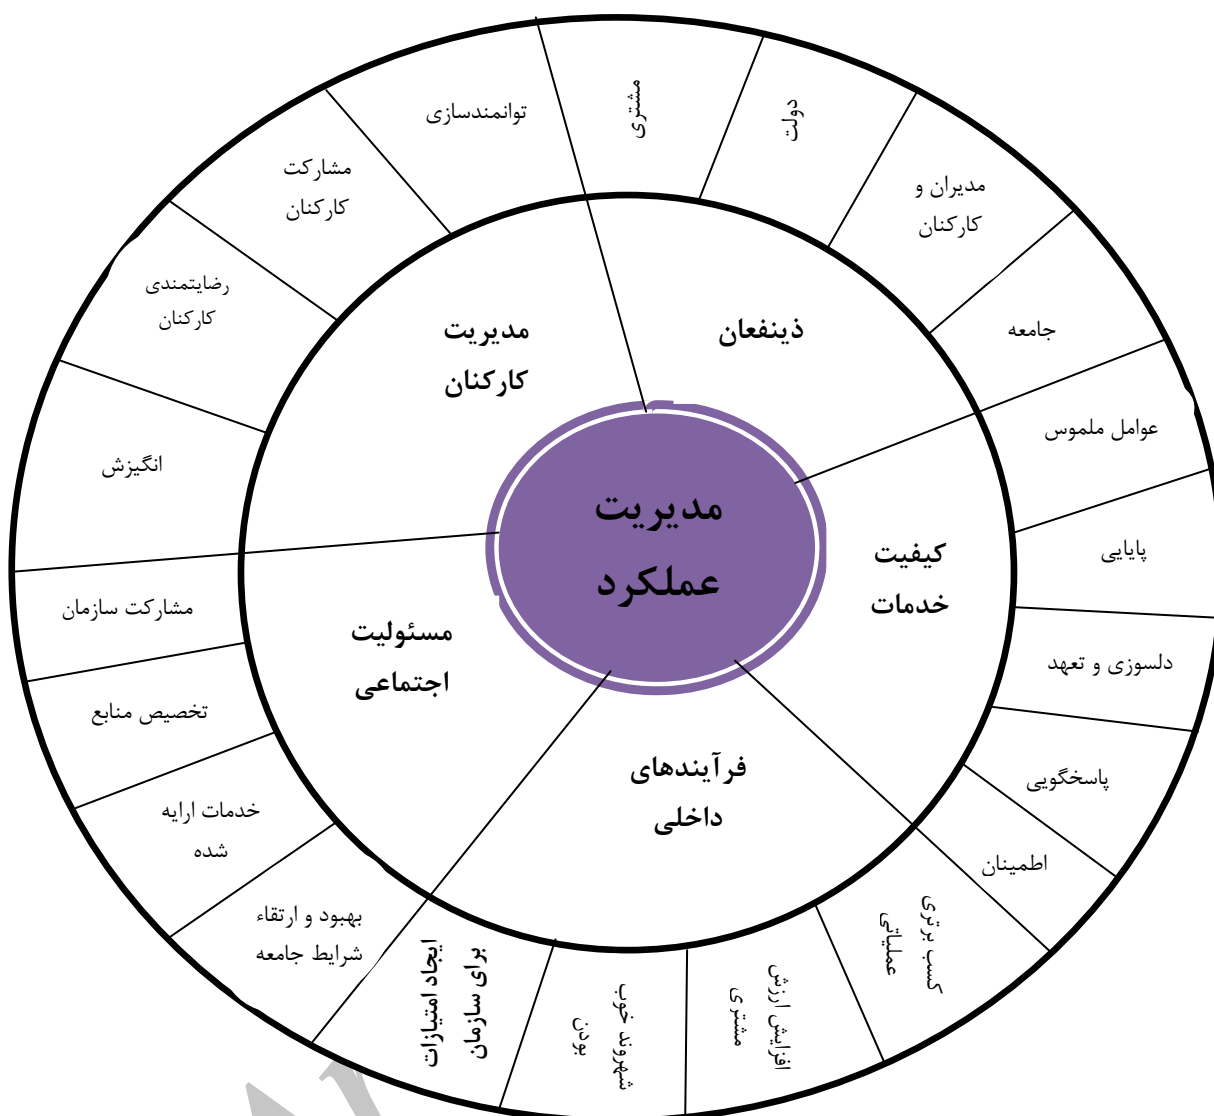 مدیریت
عملکرد
ذینفعان
کیفیت
خدمات
فرآیندهای
داخلی
مسئولیت
اجتماعی
مدیریت
کارکنان
مشتری
دولت
مدیران و
کارکنان
جامعه
عوامل ملموس
پایایی
دلسوزی و تعهد
پاسخگویی
اطمینان
کسب برتری
عملیاتی
افزایش ارزش
مشتری
شهروند خوب
بودن
ایجاد امتیازات
برای سازمان
بهبود و ارتقاء
شرایط جامعه
خدمات ارایه
شده
تخصیص منابع
مشارکت سازمان
انگیزش
رضایتمندی
کارکنان
مشارکت
کارکنان
توانمندسازی